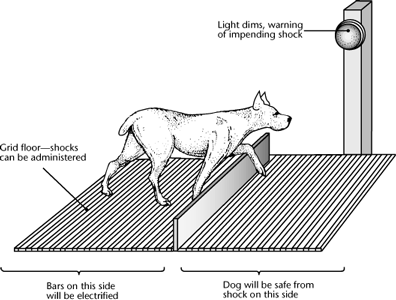 Light dims, warning
of impending shock
Grid floor—shocks
can be administered
Bars on this side
will be electrified
Dog will be safe from
shock on this side